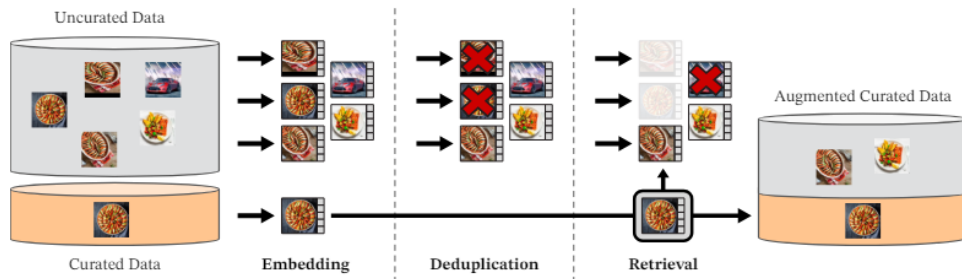 Uncurated Data
Augmented Curated Data
Curated Data
Embedding
Deduplication
Retrieval